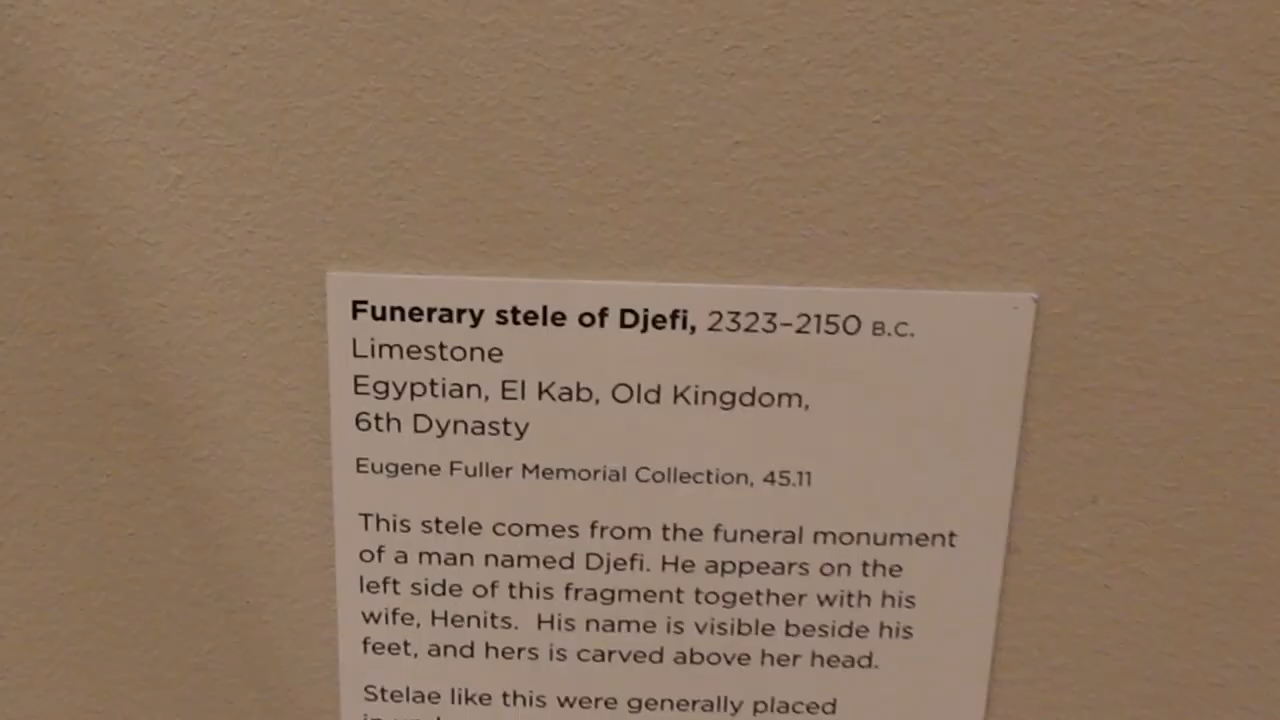 Funerary stele of Djefi, 2323–2150 B.C.
Limestone
Egyptian, El Kab, Old Kingdom,
6th Dynasty
Eugene Fuller Memorial Collection, 45.11
This stele comes from the funeral monument
of a man named Djefi. He appears on the
left side of this fragment together with his
wife, Henits. His name is visible beside his
feet, and hers is carved above her head.
Stelae like this were generally placed